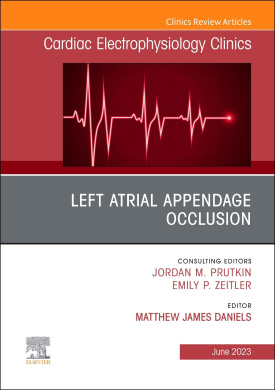 Clinics Review Articles
Cardiac Electrophysiology Clinics
LEFT ATRIAL APPENDAGE
OCCLUSION
CONSULTING EDITORS
JORDAN M. PRUTKIN
EMILY P. ZEITLER
EDITOR
MATTHEW JAMES DANIELS
ELSEVIER
June 2023